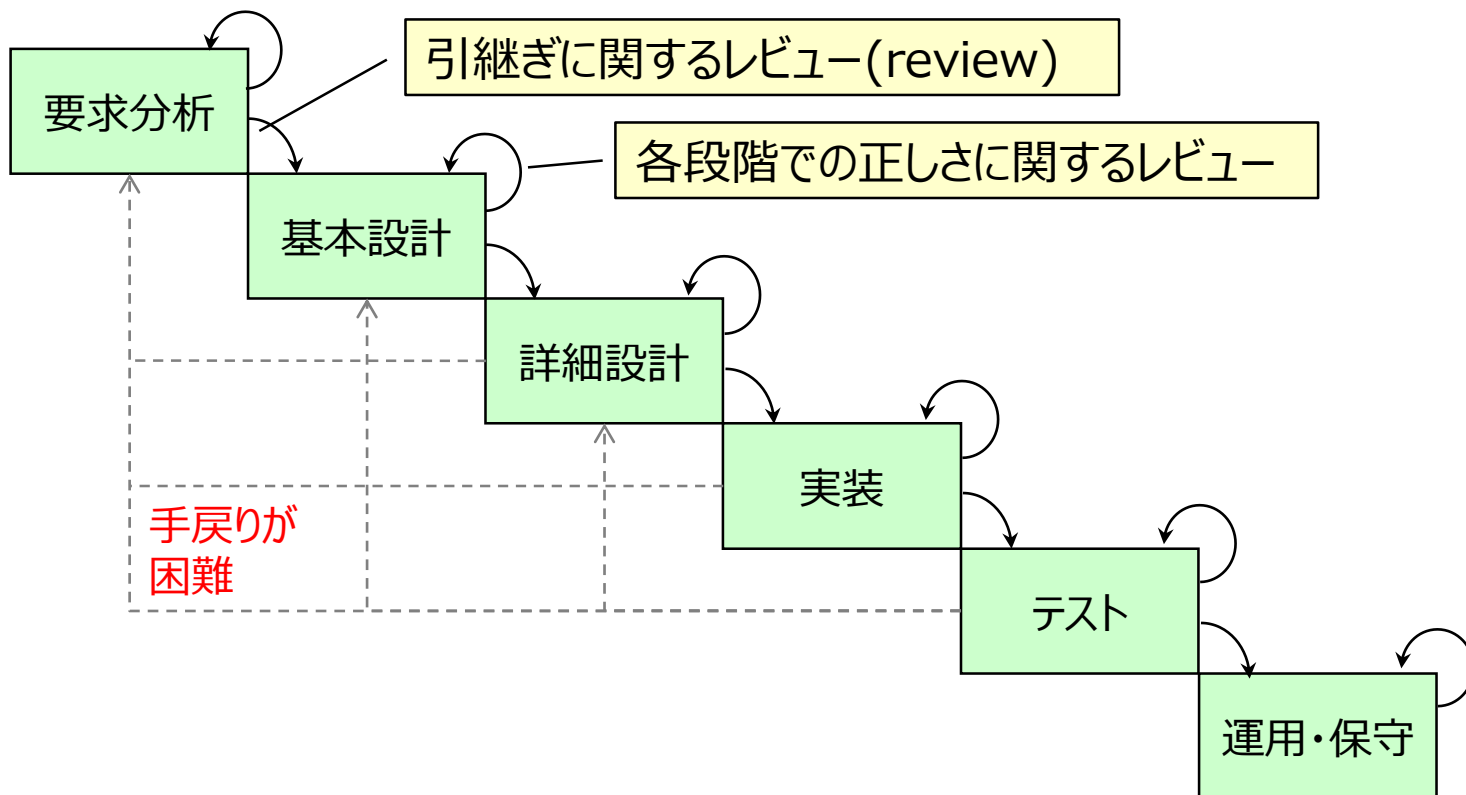 引継ぎに関するレビュー(review)
要求分析
各段階での正しさに関するレビュー
基本設計
詳細設計
実装
手戻りが
困難
テスト
運用・保守